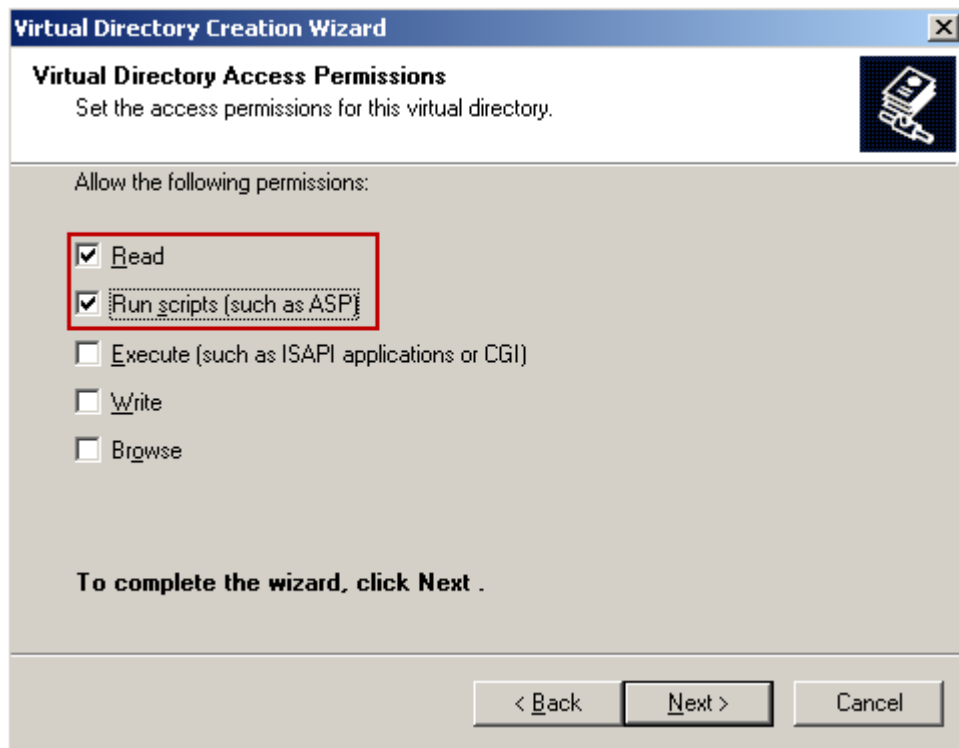 Virtual Directory Creation Wizard
Virtual Directory Access Permissions
Set the access permissions for this virtual directory.
Allow the following permissions:
Read
Run scripts (such as ASP)
Execute (such as ISAPI applications or CGI)
Write
Browse
To complete the wizard, click Next .
< Back Next > Cancel